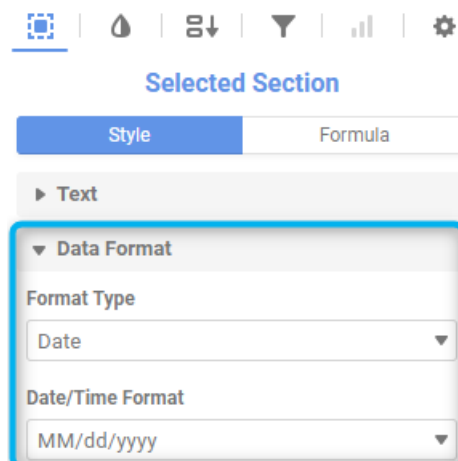 Selected Section
Style Formula
Text
Data Format
Format Type
Date
Date/Time Format
MM/dd/yyyy